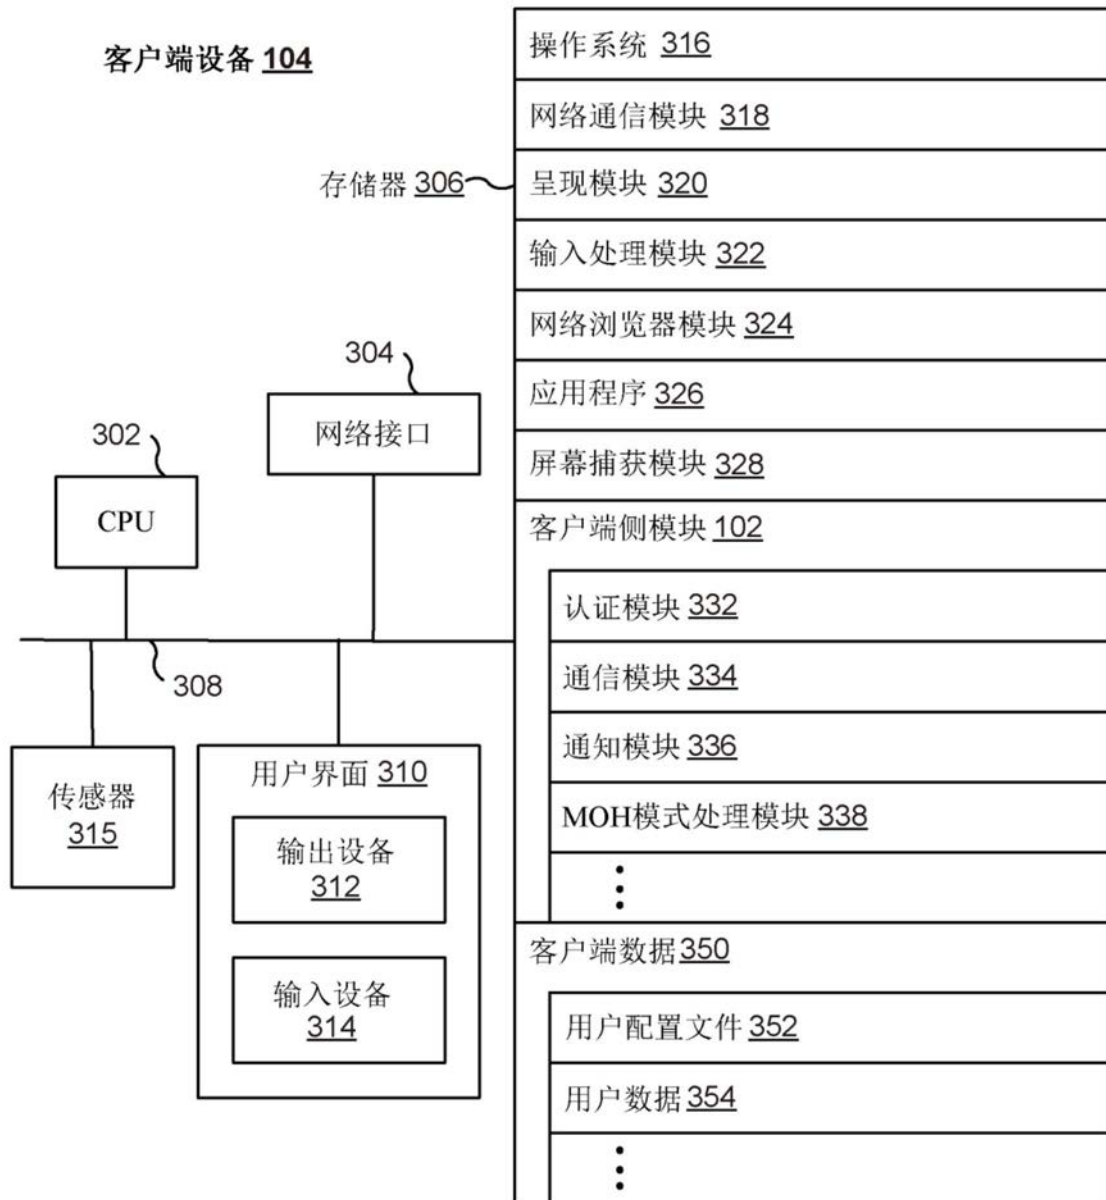 客户端设备 104
存储器 306
304
网络接口
302
CPU
308
传感器
315
用户界面 310
输出设备
312
输入设备
314
操作系统 316
网络通信模块 318
呈现模块 320
输入处理模块 322
网络浏览器模块 324
应用程序 326
屏幕捕获模块 328
客户端侧模块 102
认证模块 332
通信模块 334
通知模块 336
MOH模式处理模块 338
客户端数据 350
用户配置文件 352
用户数据 354